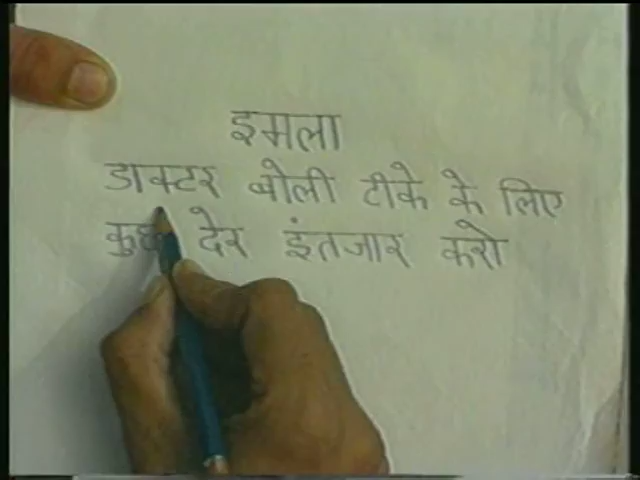 इमला
डाक्टर बोली टीके के लिए
कुछ देर इंतजार करो